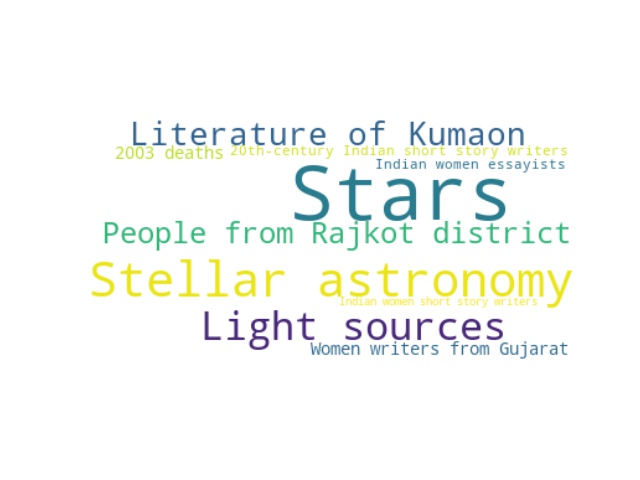 Literature of Kumaon
2003 deaths
20th-century Indian short story writers
Indian women essayists
Stars
People from Rajkot district
Stellar astronomy
Indian women short story writers
Light sources
Women writers from Gujarat